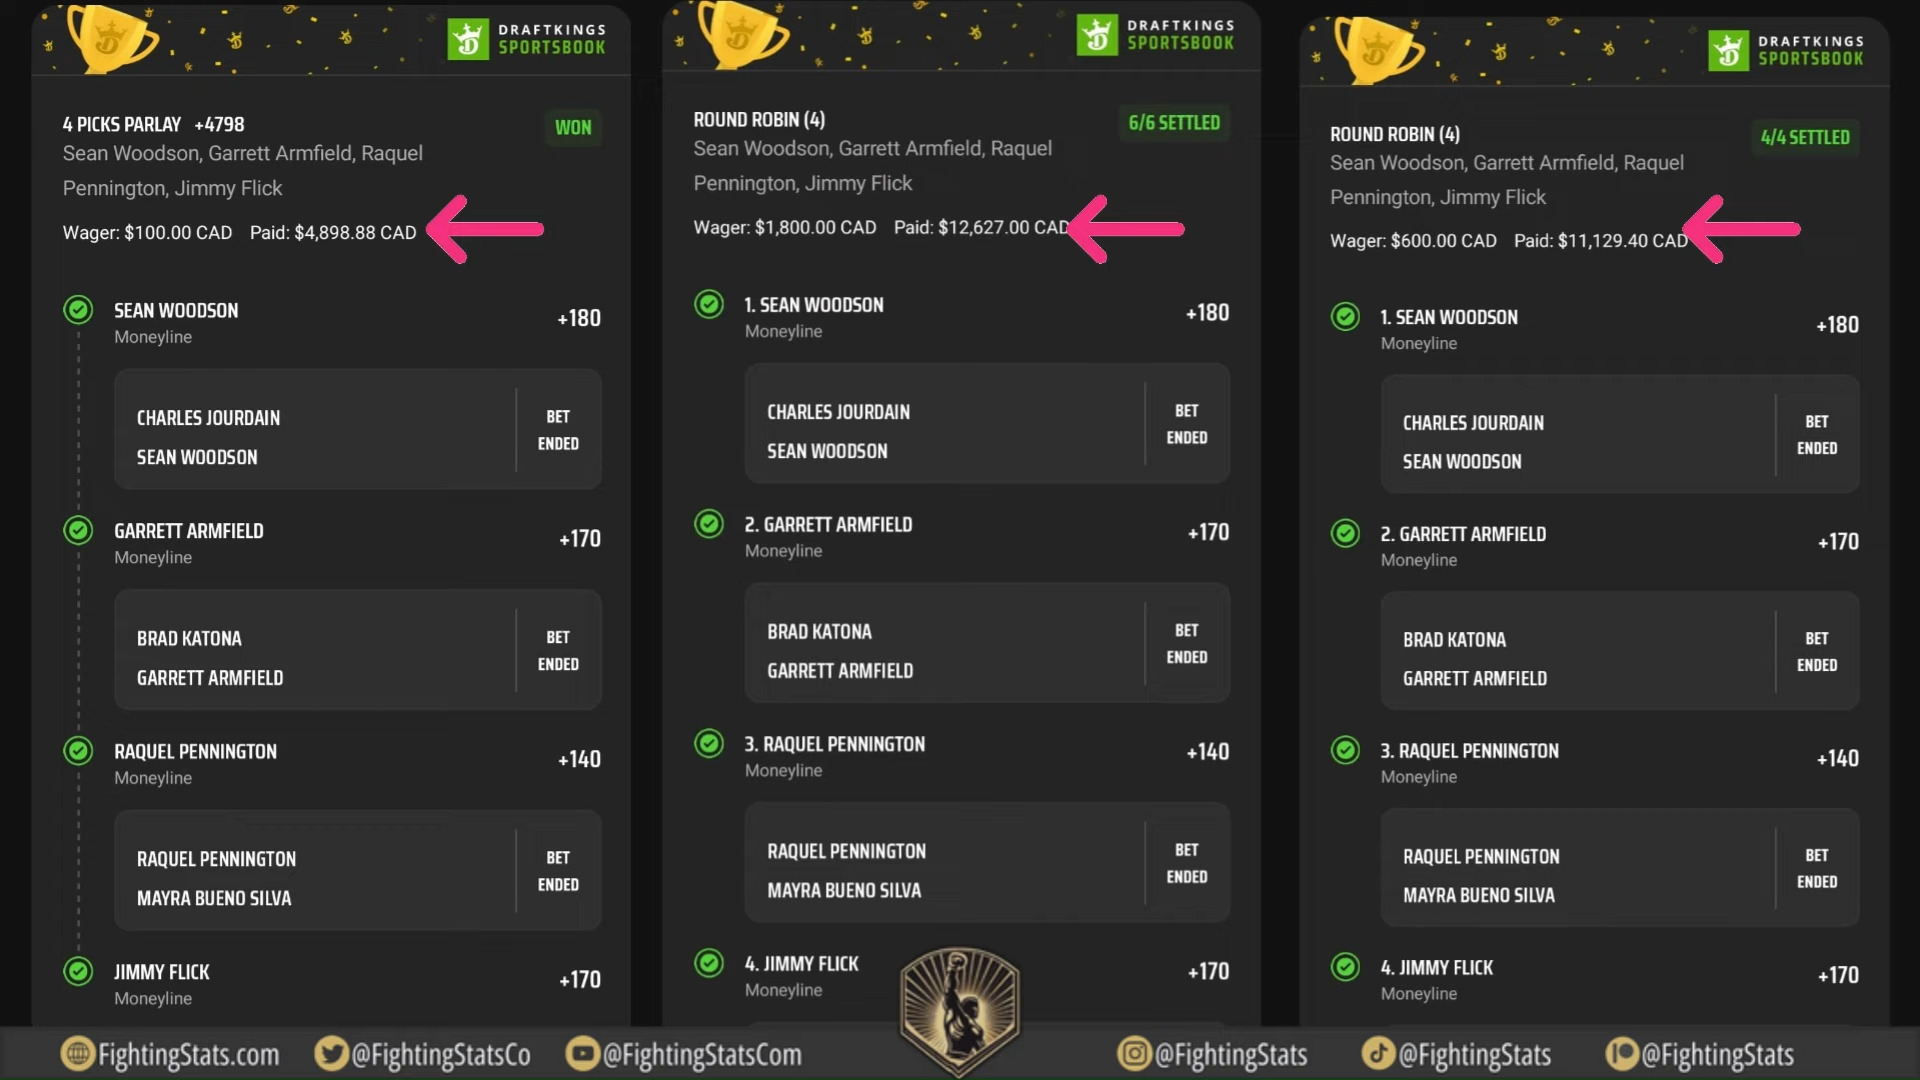 DRAFTKINGS
SPORTSBOOK
4 PICKS PARLAY +4798
WON
Sean Woodson, Garrett Armfield, Raquel
Pennington, Jimmy Flick
Wager: $100.00 CAD Paid: $4,898.88 CAD
SEAN WOODSON
+180
Moneyline
CHARLES JOURDAIN
SEAN WOODSON
BET
ENDED
GARRETT ARMFIELD
+170
Moneyline
BRAD KATONA
GARRETT ARMFIELD
BET
ENDED
RAQUEL PENNINGTON
+140
Moneyline
RAQUEL PENNINGTON
MAYRA BUENO SILVA
BET
ENDED
JIMMY FLICK
+170
Moneyline
DRAFTKINGS
SPORTSBOOK
ROUND ROBIN (4)
6/6 SETTLED
Sean Woodson, Garrett Armfield, Raquel
Pennington, Jimmy Flick
Wager: $1,800.00 CAD Paid: $12,627.00 CAD
1. SEAN WOODSON
+180
Moneyline
CHARLES JOURDAIN
SEAN WOODSON
BET
ENDED
2. GARRETT ARMFIELD
+170
Moneyline
BRAD KATONA
GARRETT ARMFIELD
BET
ENDED
3. RAQUEL PENNINGTON
+140
Moneyline
RAQUEL PENNINGTON
MAYRA BUENO SILVA
BET
ENDED
4. JIMMY FLICK
+170
Moneyline
DRAFTKINGS
SPORTSBOOK
ROUND ROBIN (4)
4/4 SETTLED
Sean Woodson, Garrett Armfield, Raquel
Pennington, Jimmy Flick
Wager: $600.00 CAD Paid: $11,129.40 CAD
1. SEAN WOODSON
+180
Moneyline
CHARLES JOURDAIN
SEAN WOODSON
BET
ENDED
2. GARRETT ARMFIELD
+170
Moneyline
BRAD KATONA
GARRETT ARMFIELD
BET
ENDED
3. RAQUEL PENNINGTON
+140
Moneyline
RAQUEL PENNINGTON
MAYRA BUENO SILVA
BET
ENDED
4. JIMMY FLICK
+170
Moneyline
FightingStats.com @FightingStatsCo @FightingStatsCom @FightingStats @FightingStats @FightingStats